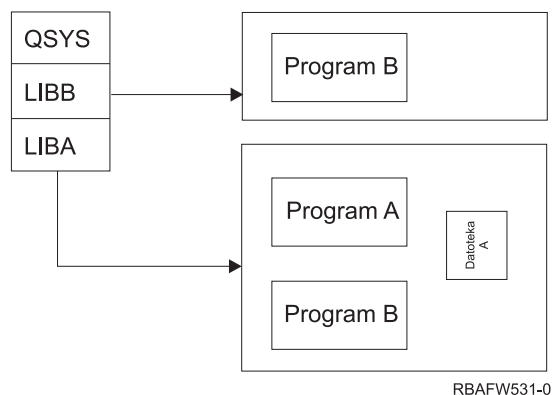 QSYS
LIBB
LIBA
Program B
Program A
Datoteka
A
Program B
RBAFW531-0